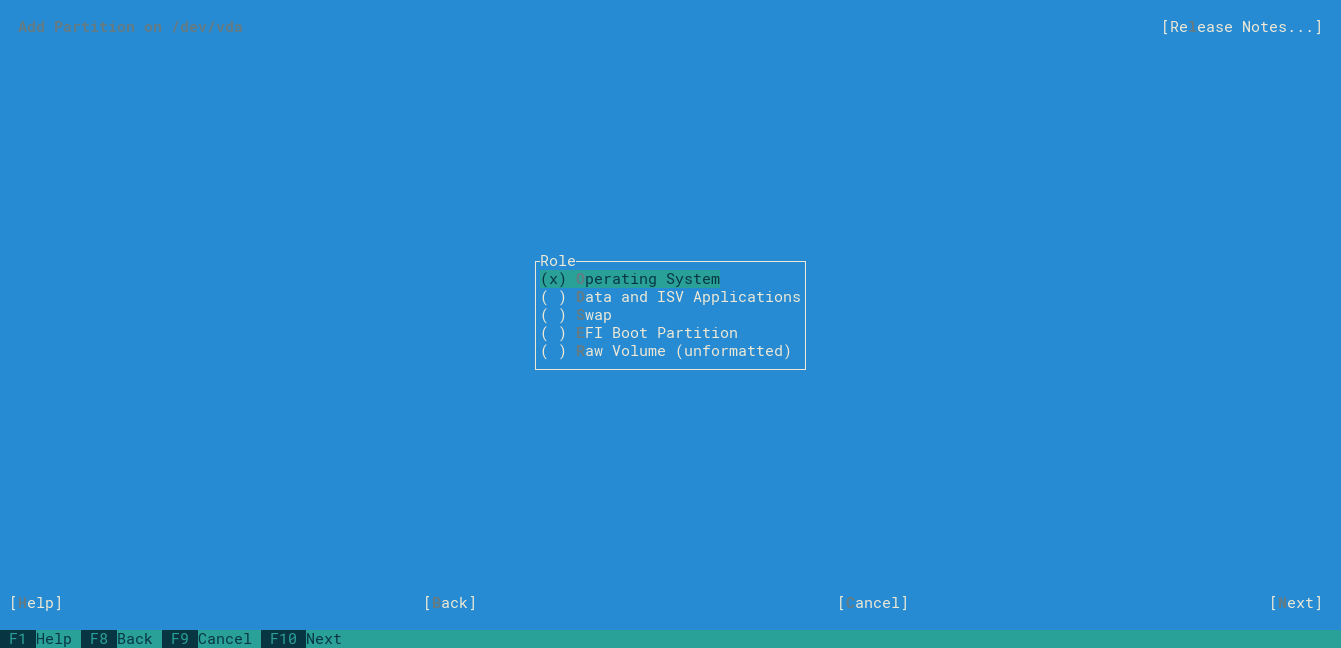 Add Partition on /dev/vda [Release Notes...]
Role
(x) Operating System
( ) Data and ISV Applications
( ) Swap
( ) EFI Boot Partition
( ) Raw Volume (unformatted)
[Help] [Back] [Cancel] [Next]
F1 Help F8 Back F9 Cancel F10 Next